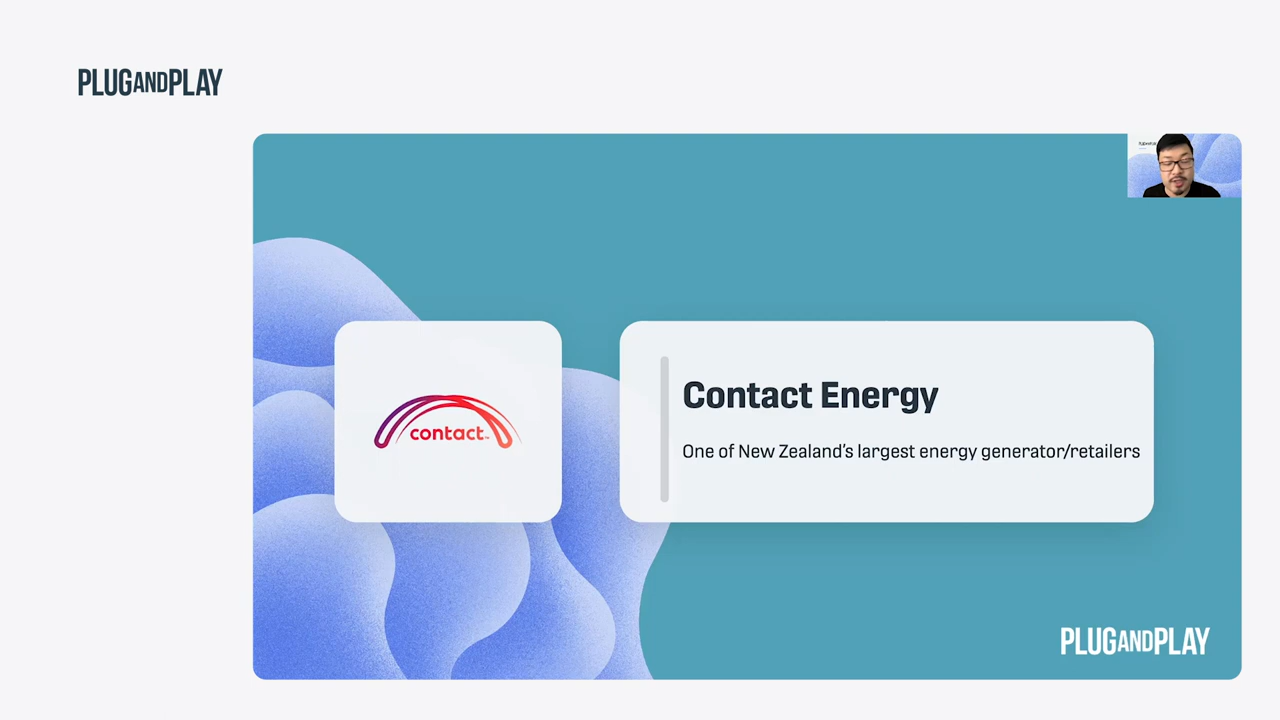 PLUGANDPLAY
contact
Contact Energy
One of New Zealand's largest energy generator/retailers
PLUGANDPLAY